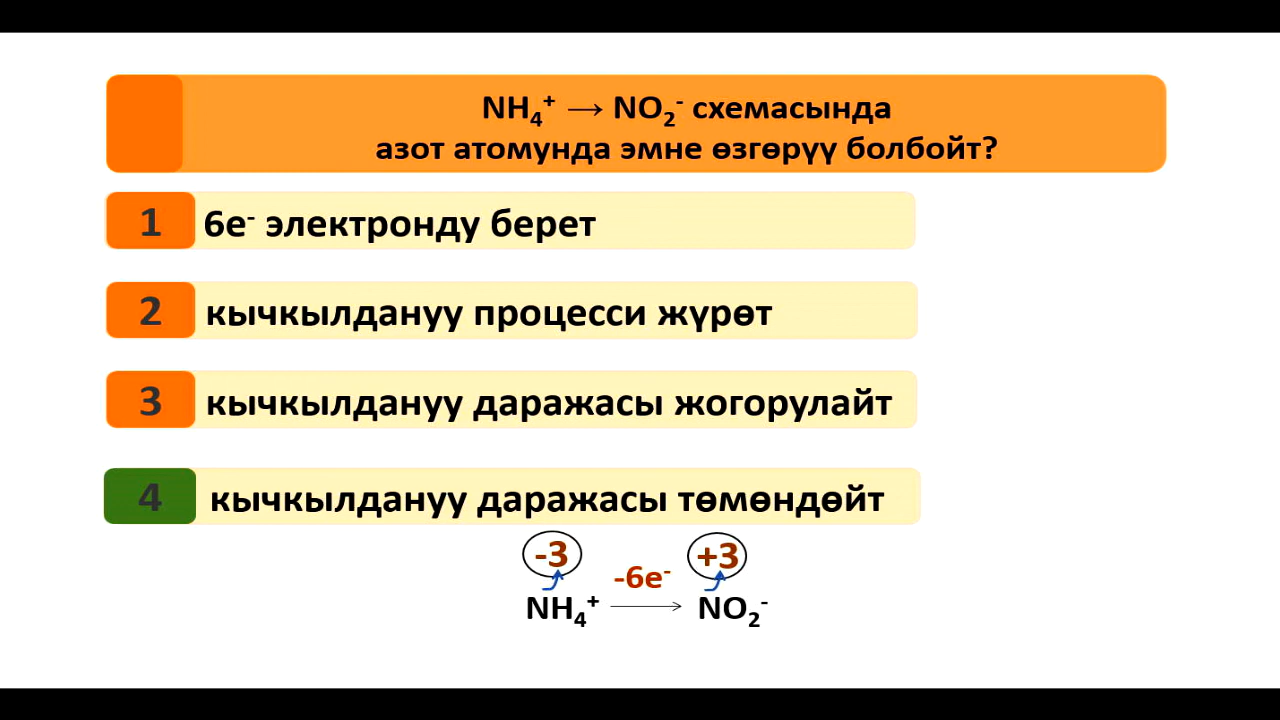 NH₄⁺ → NO₂⁻ схемасында
азот атомунда эмне өзгөрүү болбойт?
1 6e⁻ электронду берет
2 кычкылдануу процесси жүрөт
3 кычкылдануу даражасы жогорулайт
4 кычкылдануу даражасы төмөндөйт
-3 +3
-6e⁻
NH₄⁺ → NO₂⁻